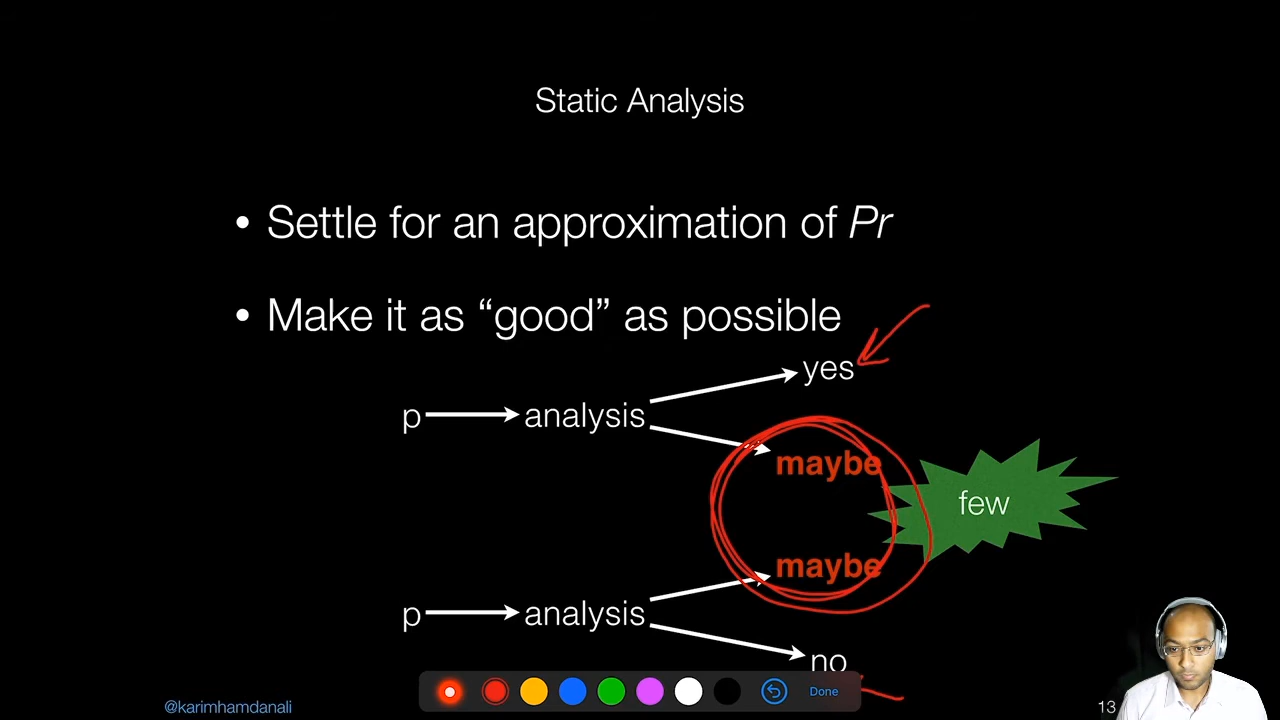 Static Analysis
• Settle for an approximation of Pr
• Make it as “good” as possible
yes
p analysis
maybe
few
maybe
p analysis
no
Done
@karimhamdanali
13